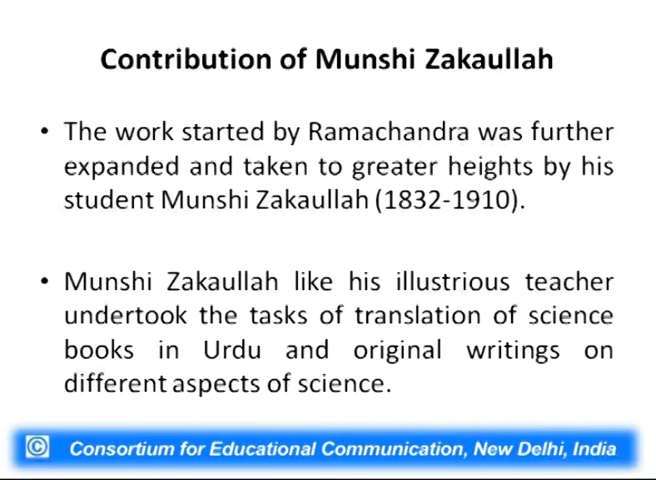 Contribution of Munshi Zakaullah
• The work started by Ramachandra was further
expanded and taken to greater heights by his
student Munshi Zakaullah (1832-1910).
• Munshi Zakaullah like his illustrious teacher
undertook the tasks of translation of science
books in Urdu and original writings on
different aspects of science.
© Consortium for Educational Communication, New Delhi, India